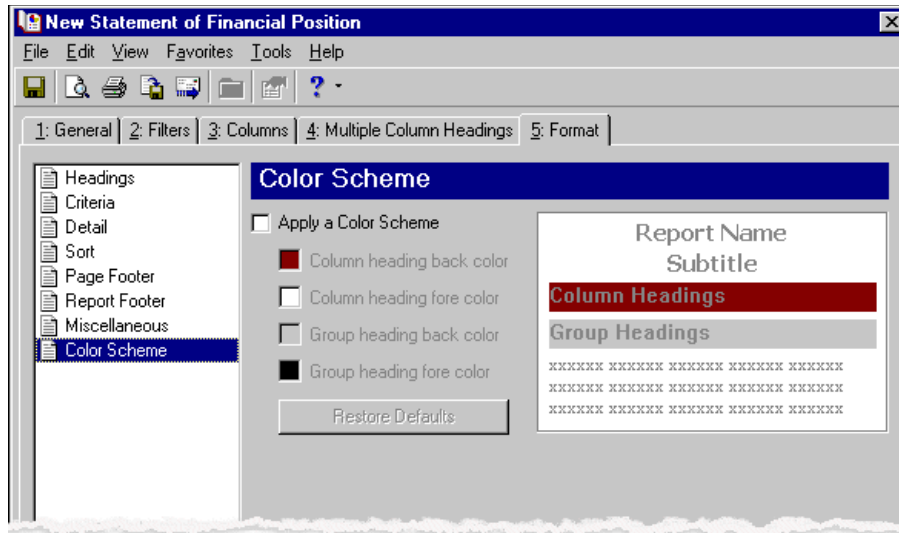 New Statement of Financial Position
File Edit View Favorites Tools Help
?
1: General 2: Filters 3: Columns 4: Multiple Column Headings 5: Format
Headings
Criteria
Detail
Sort
Page Footer
Report Footer
Miscellaneous
Color Scheme
Color Scheme
Apply a Color Scheme
Column heading back color
Column heading fore color
Group heading back color
Group heading fore color
Restore Defaults
Report Name
Subtitle
Column Headings
Group Headings
xxxxxx xxxxxx xxxxxx xxxxxx xxxxxx
xxxxxx xxxxxx xxxxxx xxxxxx xxxxxx
xxxxxx xxxxxx xxxxxx xxxxxx xxxxxx